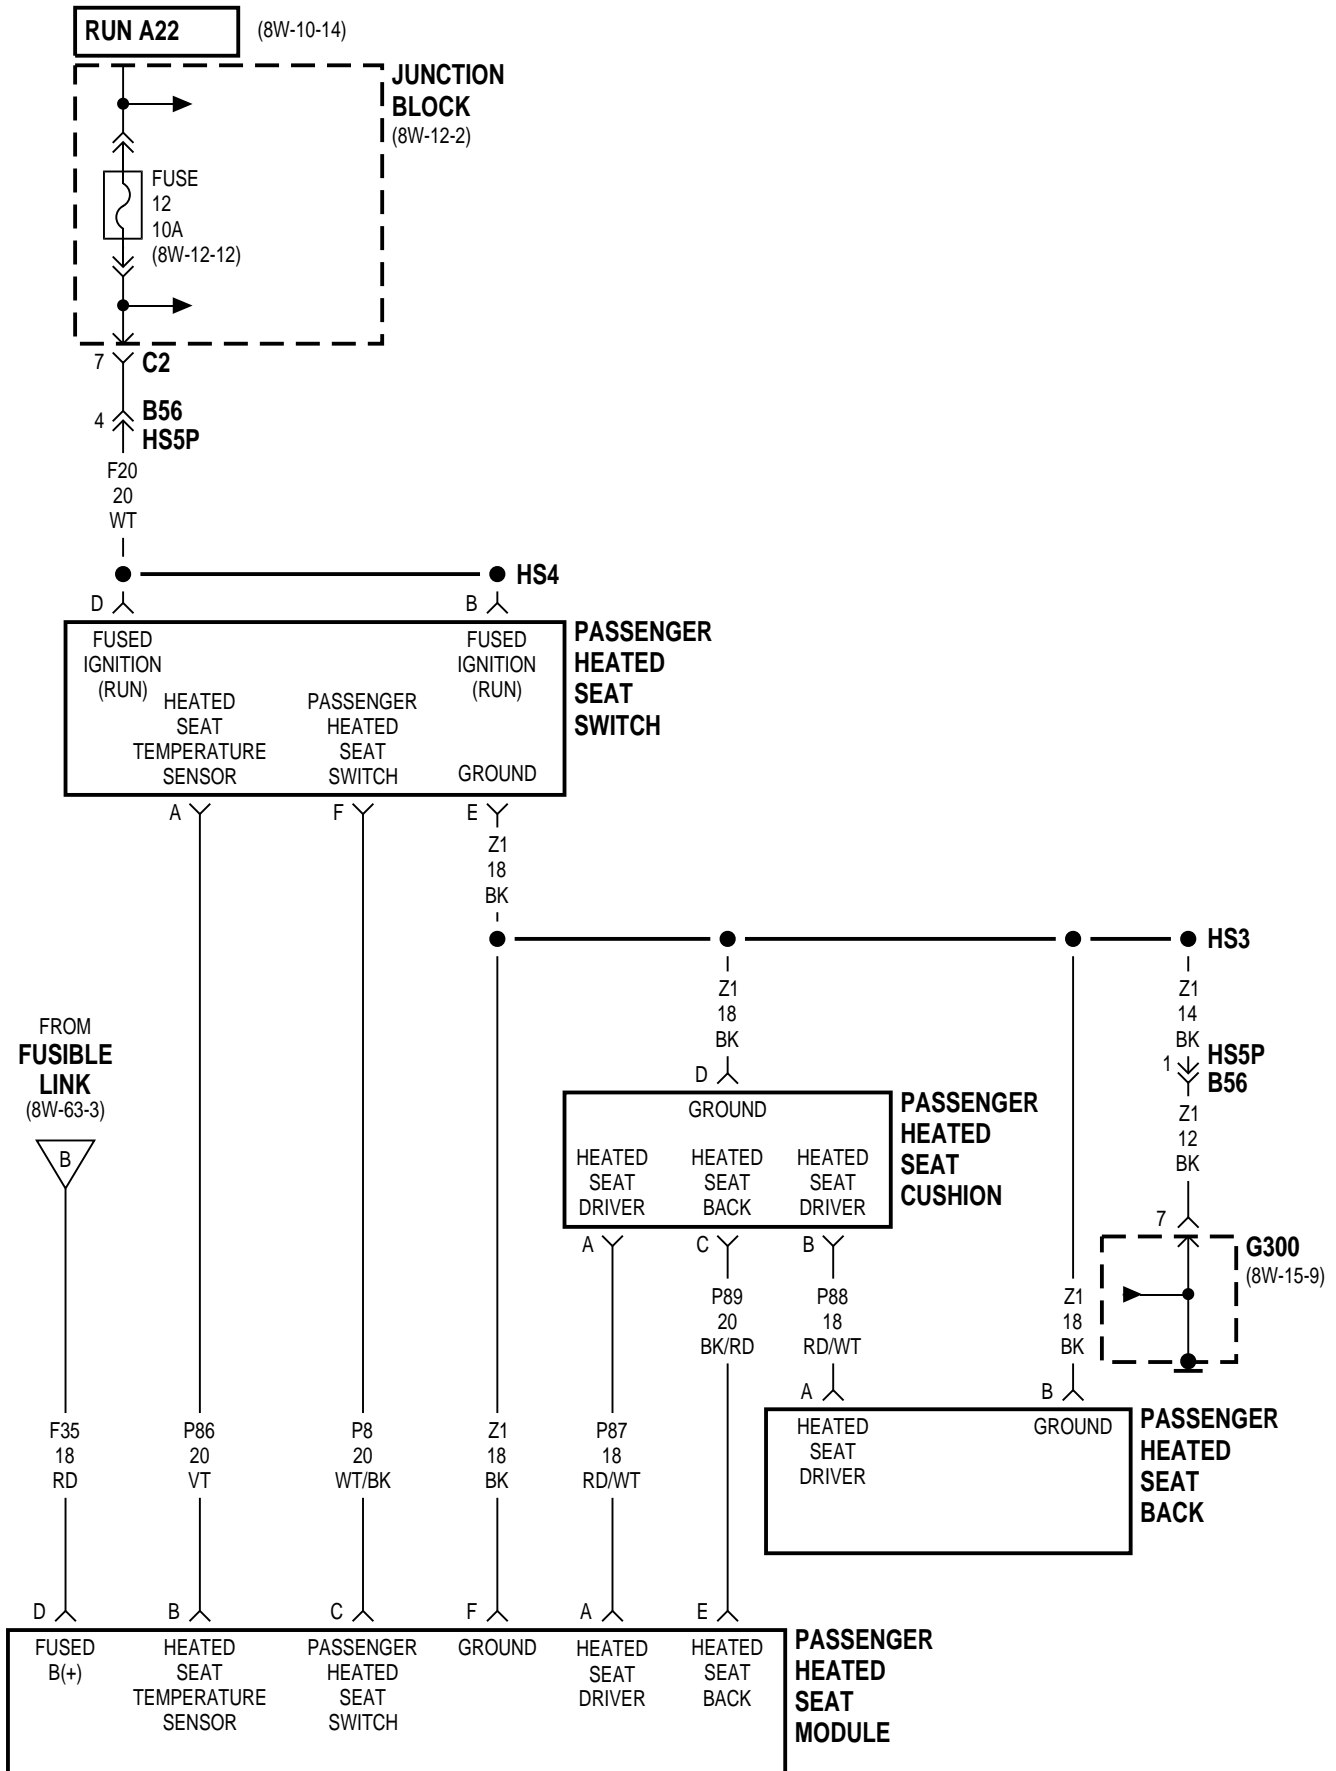 RUN A22
(8W-10-14)
JUNCTION
BLOCK
(8W-12-2)
FUSE
12
10A
(8W-12-12)
7
C2
4
B56
HS5P
F20
20
WT
HS4
D
B
FUSED
IGNITION
(RUN)
HEATED
SEAT
TEMPERATURE
SENSOR
PASSENGER
HEATED
SEAT
SWITCH
FUSED
IGNITION
(RUN)
GROUND
PASSENGER
HEATED
SEAT
SWITCH
A
F
E
Z1
18
BK
HS3
Z1
18
BK
Z1
14
BK
1
HS5P
B56
Z1
12
BK
FROM
FUSIBLE
LINK
(8W-63-3)
B
D
GROUND
HEATED
SEAT
DRIVER
HEATED
SEAT
BACK
HEATED
SEAT
DRIVER
PASSENGER
HEATED
SEAT
CUSHION
7
G300
(8W-15-9)
A
C
B
P89
20
BK/RD
P88
18
RD/WT
Z1
18
BK
A
B
HEATED
SEAT
DRIVER
GROUND
PASSENGER
HEATED
SEAT
BACK
F35
18
RD
P86
20
VT
P8
20
WT/BK
Z1
18
BK
P87
18
RD/WT
D
B
C
F
A
E
FUSED
B(+)
HEATED
SEAT
TEMPERATURE
SENSOR
PASSENGER
HEATED
SEAT
SWITCH
GROUND
HEATED
SEAT
DRIVER
HEATED
SEAT
BACK
PASSENGER
HEATED
SEAT
MODULE